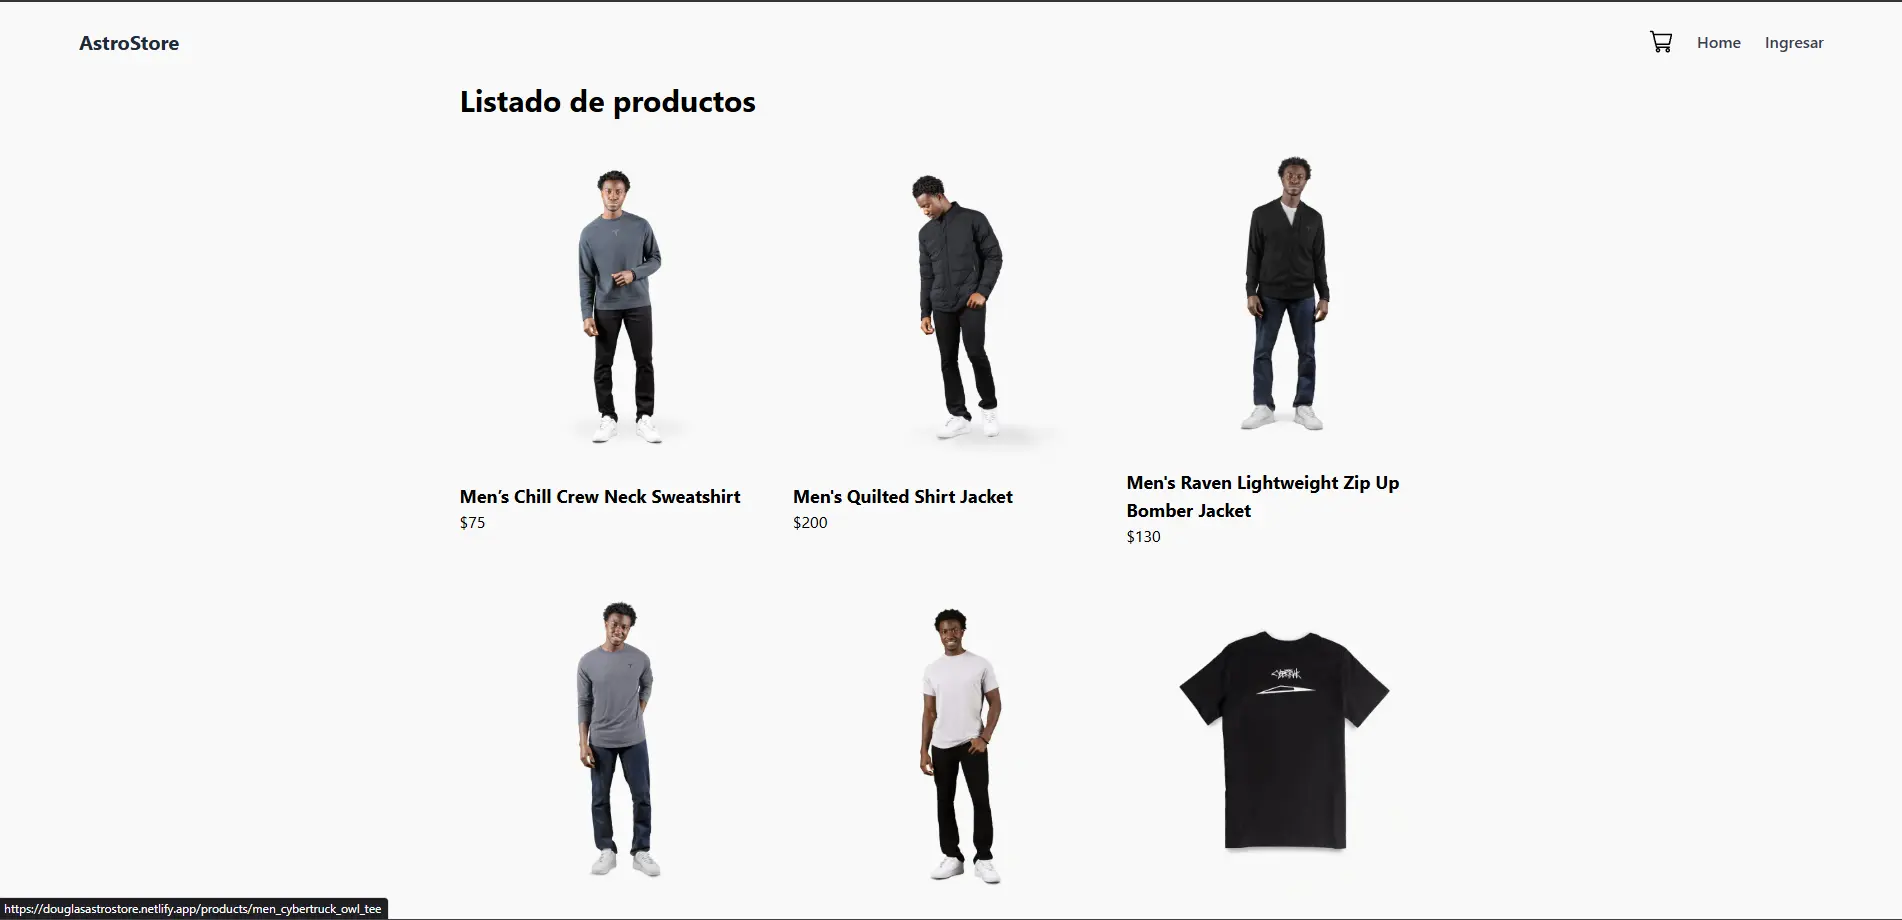 AstroStore
Home
Ingresar
Listado de productos
Men’s Chill Crew Neck Sweatshirt
$75
Men's Quilted Shirt Jacket
$200
Men's Raven Lightweight Zip Up
Bomber Jacket
$130
https://douglasastrostore.netlify.app/products/men_cybertruck_owl_tee